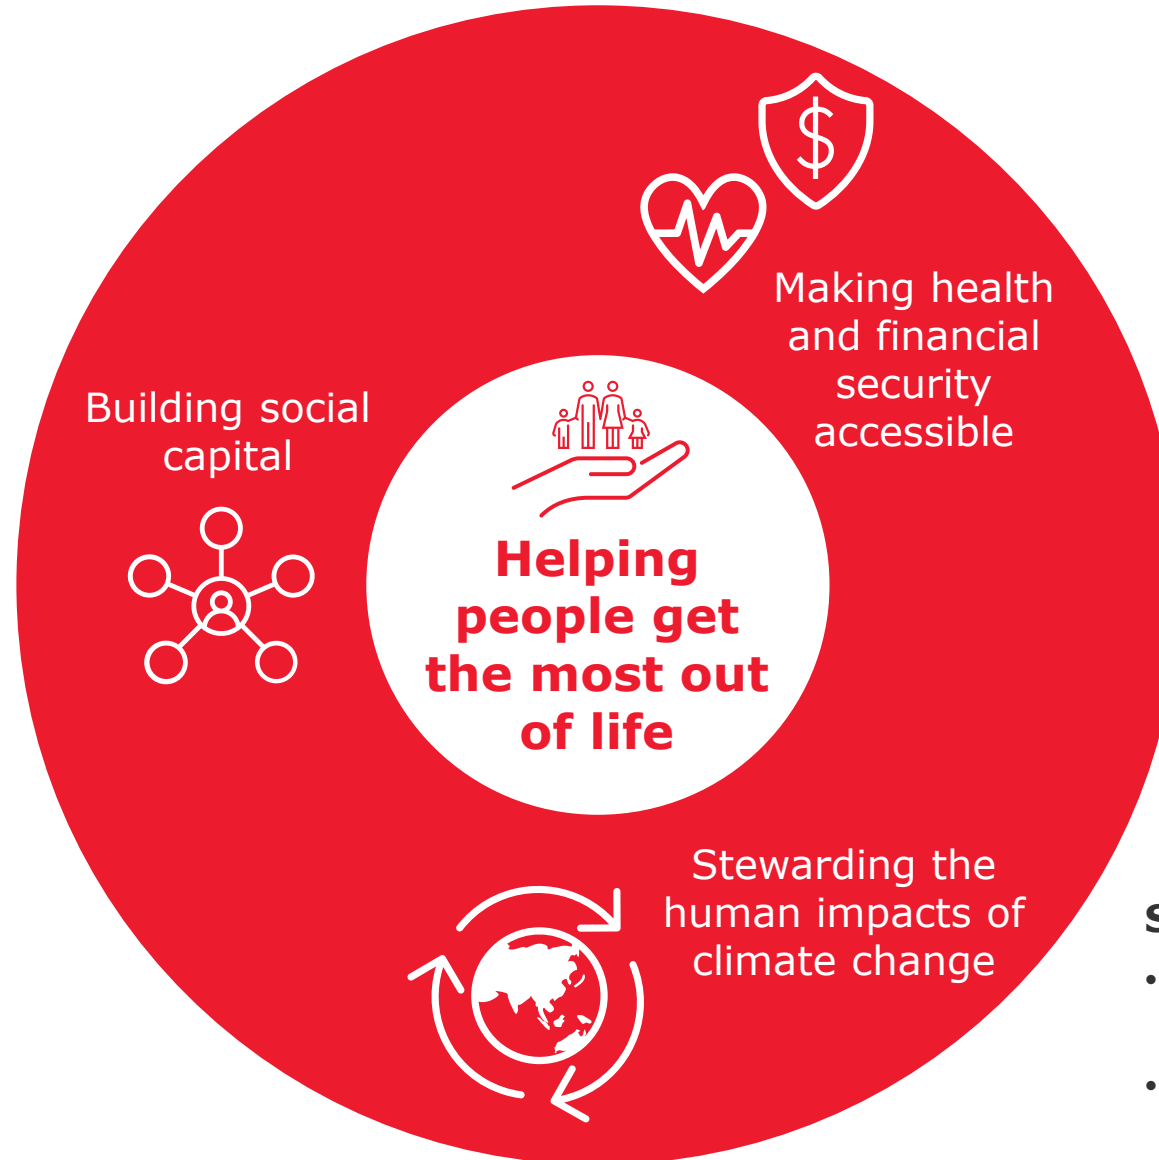 Making health
and financial
security
accessible
Building social
capital
Helping
people get
the most out
of life
Stewarding the
human impacts of
climate change